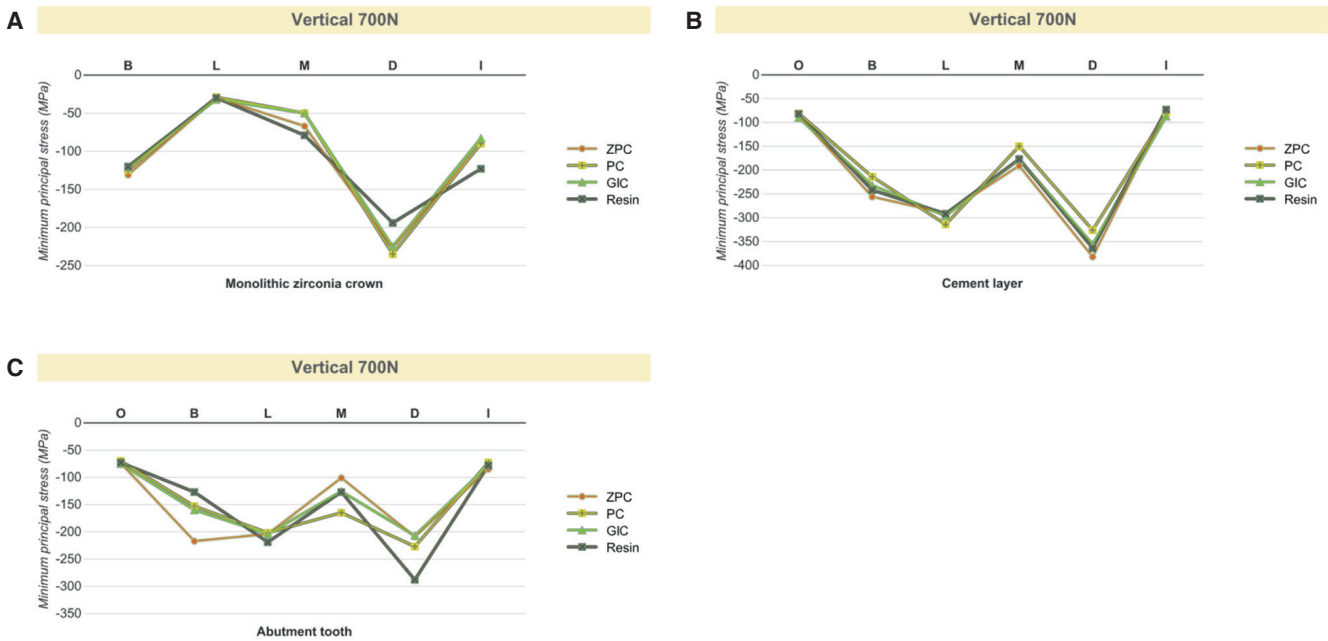 A
Vertical 700N
B L M D I
Minimum principal stress (MPa)
0
-50
-100
-150
-200
-250
ZPC
PC
GIC
Resin
Monolithic zirconia crown
B
Vertical 700N
O B L M D I
Minimum principal stress (MPa)
0
-50
-100
-150
-200
-250
-300
-350
-400
ZPC
PC
GIC
Resin
Cement layer
C
Vertical 700N
O B L M D I
Minimum principal stress (MPa)
0
-50
-100
-150
-200
-250
-300
-350
ZPC
PC
GIC
Resin
Abutment tooth